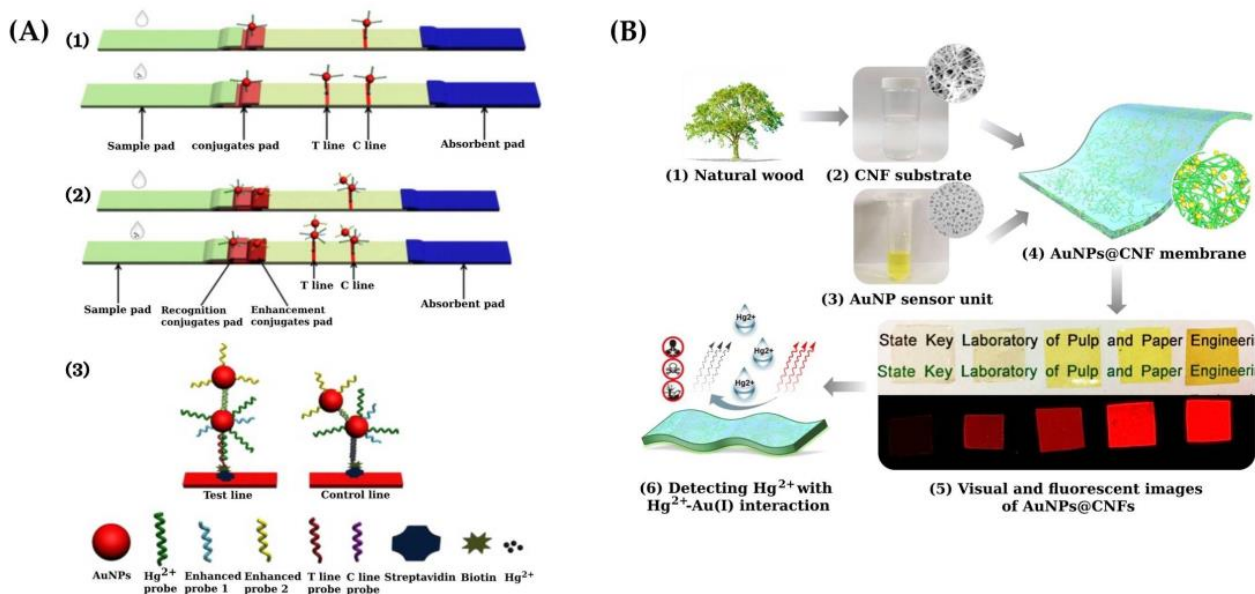 (A)
(1)
Sample pad
conjugates pad
T line
C line
Absorbent pad
(2)
T line
C line
Sample pad
Recognition
conjugates pad
Enhancement
conjugates pad
Absorbent pad
(3)
Test line
Control line
AuNPs
Hg2+
probe
Enhanced
probe 1
Enhanced
probe 2
T line
probe
C line
probe
Streptavidin
Biotin
Hg2+
(B)
(1) Natural wood
(2) CNF substrate
(3) AuNP sensor unit
(4) AuNPs@CNF membrane
State Key Laboratory of Pulp and Paper Engineeri
State Key Laboratory of Pulp and Paper Engineeri
(5) Visual and fluorescent images
of AuNPs@CNFs
Hg2+
Hg2+
Hg2+
(6) Detecting Hg2+ with
Hg2+-Au(I) interaction